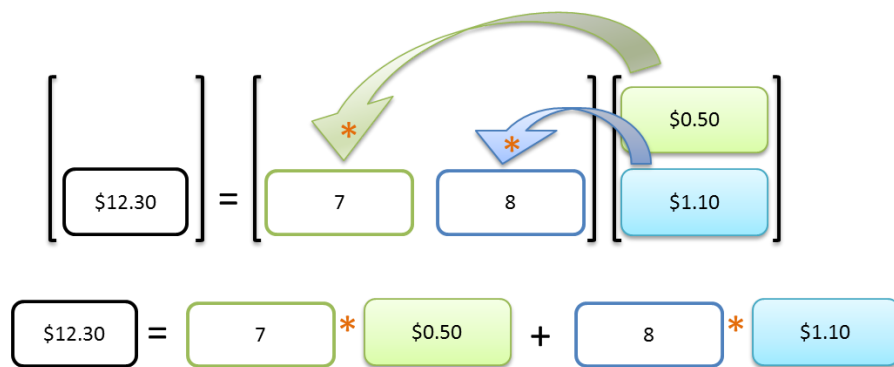 $0.50
* *
$12.30 = 7 8 $1.10
$12.30 = 7 * $0.50 + 8 * $1.10